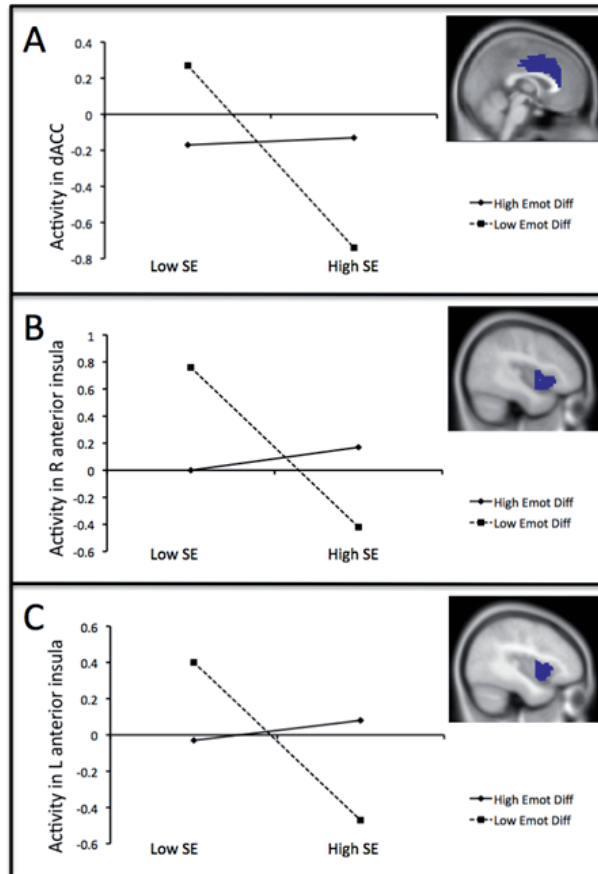 A
Activity in dACC
0.4
0.2
0
-0.2
-0.4
-0.6
-0.8
Low SE
High SE
High Emot Diff
Low Emot Diff
B
Activity in R anterior insula
1
0.8
0.6
0.4
0.2
0
-0.2
-0.4
-0.6
Low SE
High SE
High Emot Diff
Low Emot Diff
C
Activity in L anterior insula
0.6
0.4
0.2
0
-0.2
-0.4
-0.6
Low SE
High SE
High Emot Diff
Low Emot Diff